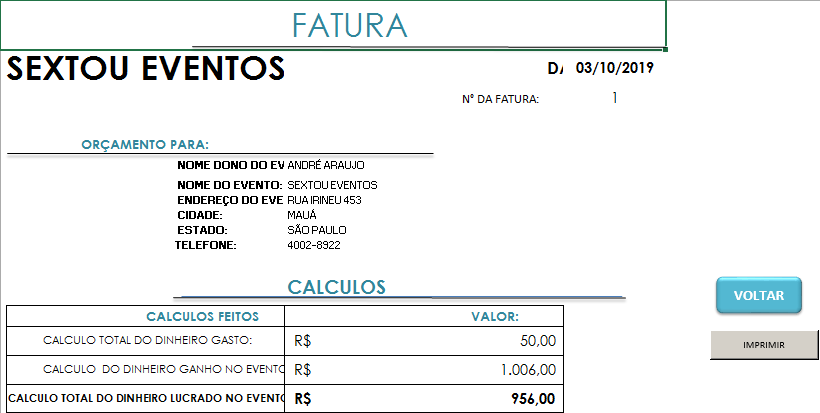 FATURA
SEXTOU EVENTOS
DA 03/10/2019
N° DA FATURA: 1
ORÇAMENTO PARA:
NOME DONO DO EV ANDRÉ ARAUJO
NOME DO EVENTO: SEXTOU EVENTOS
ENDEREÇO DO EVE RUA IRINEU 453
CIDADE: MAUÁ
ESTADO: SÃO PAULO
TELEFONE: 4002-8922
CALCULOS
CALCULOS FEITOS VALOR:
CALCULO TOTAL DO DINHEIRO GASTO: R$ 50,00
CALCULO DO DINHEIRO GANHO NO EVENTO R$ 1.006,00
CALCULO TOTAL DO DINHEIRO LUCRADO NO EVENTO R$ 956,00
VOLTAR
IMPRIMIR